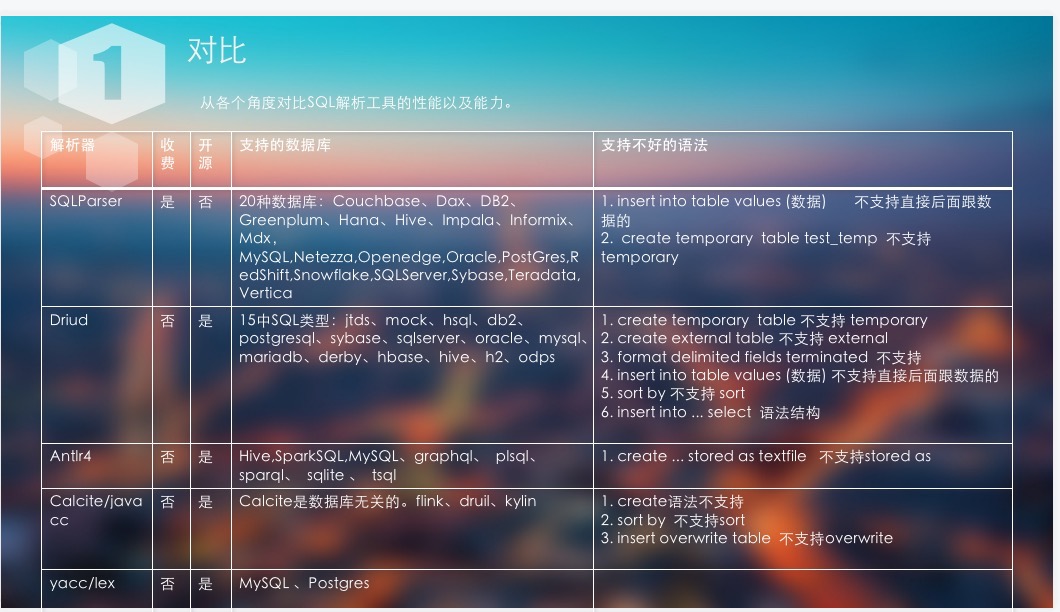 1
对比
从各个角度对比SQL解析工具的性能以及能力。
解析器
收
费
开
源
支持的数据库
支持不好的语法
SQLParser
是
否
20种数据库：Couchbase、Dax、DB2、
Greenplum、Hana、Hive、Impala、Informix、
Mdx，
MySQL,Netezza,Openedge,Oracle,PostGres,R
edShift,Snowflake,SQLServer,Sybase,Teradata,
Vertica
1. insert into table values (数据) 不支持直接后面跟数
据的
2. create temporary table test_temp 不支持
temporary
Driud
否
是
15中SQL类型：jtds、mock、hsql、db2、
postgresql、sybase、sqlserver、oracle、mysql、
mariadb、derby、hbase、hive、h2、odps
1. create temporary table 不支持 temporary
2. create external table 不支持 external
3. format delimited fields terminated 不支持
4. insert into table values (数据) 不支持直接后面跟数据的
5. sort by 不支持 sort
6. insert into ... select 语法结构
Antlr4
否
是
Hive,SparkSQL,MySQL、graphql、 plsql、
sparql、 sqlite 、 tsql
1. create ... stored as textfile 不支持stored as
Calcite/java
cc
否
是
Calcite是数据库无关的。flink、druil、kylin
1. create语法不支持
2. sort by 不支持sort
3. insert overwrite table 不支持overwrite
yacc/lex
否
是
MySQL 、Postgres